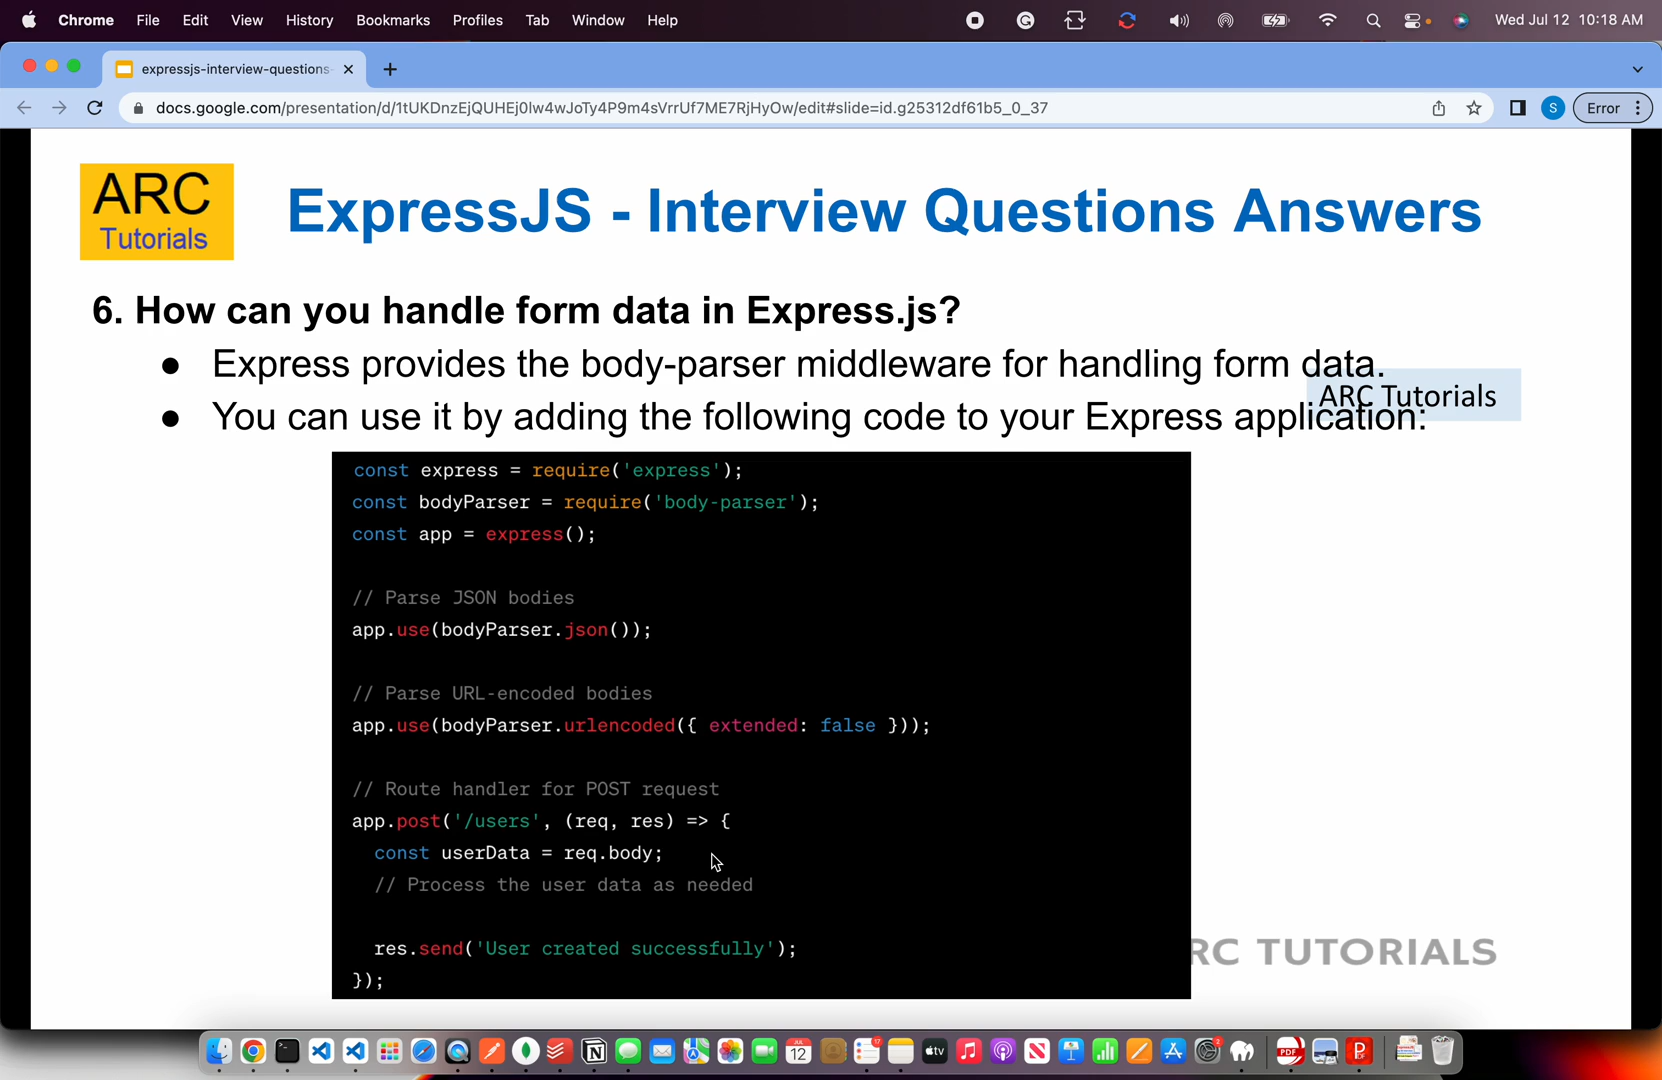 Chrome File Edit View History Bookmarks Profiles Tab Window Help Wed Jul 12 10:18 AM
expressjs-interview-questions-
docs.google.com/presentation/d/1tUKDnzEjQUHEj0lw4wJoTy4P9m4sVrrUf7ME7RjHyOw/edit#slide=id.g25312df61b5_0_37
S
Error
ARC
Tutorials
ExpressJS - Interview Questions Answers
6. How can you handle form data in Express.js?
● Express provides the body-parser middleware for handling form data.
ARC Tutorials
● You can use it by adding the following code to your Express application:
const express = require('express');
const bodyParser = require('body-parser');
const app = express();
// Parse JSON bodies
app.use(bodyParser.json());
// Parse URL-encoded bodies
app.use(bodyParser.urlencoded({ extended: false }));
// Route handler for POST request
app.post('/users', (req, res) => {
const userData = req.body;
// Process the user data as needed
res.send('User created successfully');
});
RC TUTORIALS
12
17
tv
2
PDF